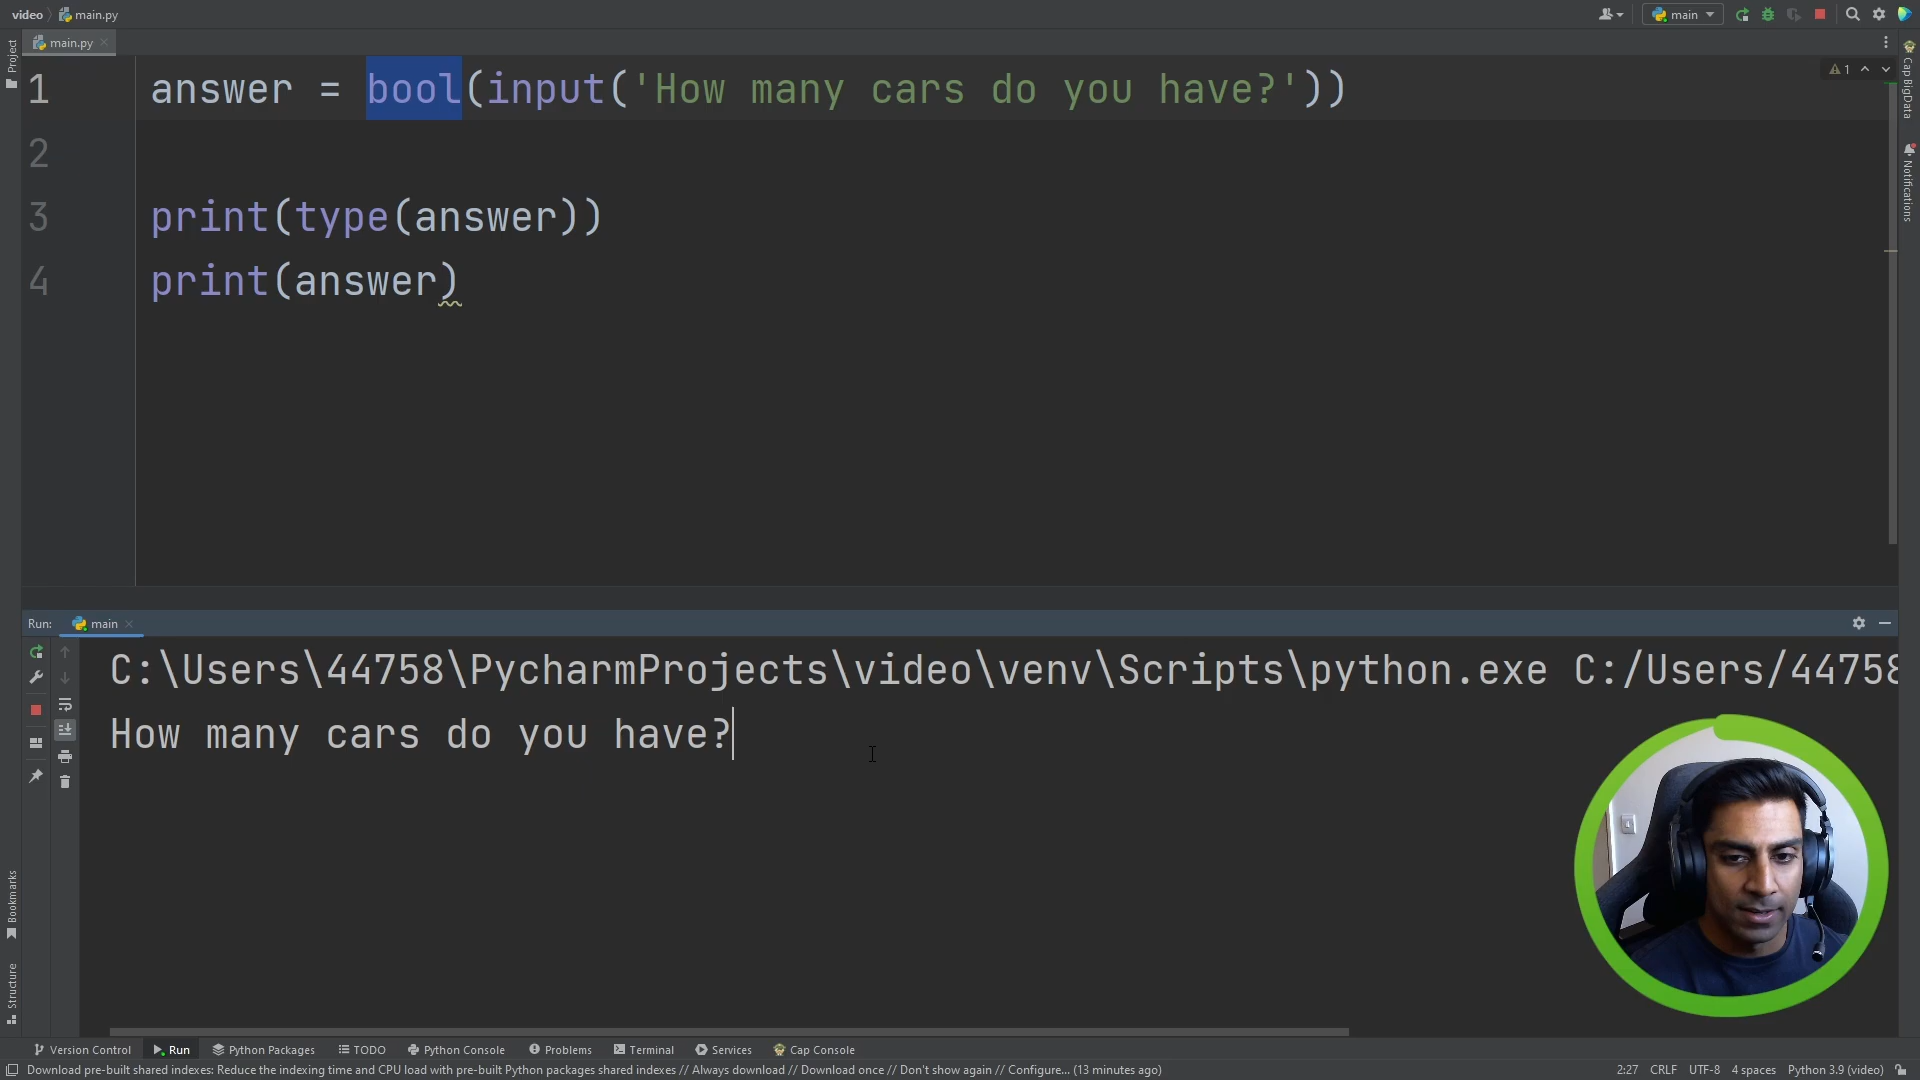 video main.py
main
main.py
Project
1
answer = bool(input('How many cars do you have?'))
1
2
3
print(type(answer))
4
print(answer)
Cap BigData
Notifications
Run: main
C:\Users\44758\PycharmProjects\video\venv\Scripts\python.exe C:/Users/44758
How many cars do you have?
Bookmarks
Structure
Version Control Run Python Packages TODO Python Console Problems Terminal Services Cap Console
Download pre-built shared indexes: Reduce the indexing time and CPU load with pre-built Python packages shared indexes // Always download // Download once // Don't show again // Configure... (13 minutes ago) 2:27 CRLF UTF-8 4 spaces Python 3.9 (video)